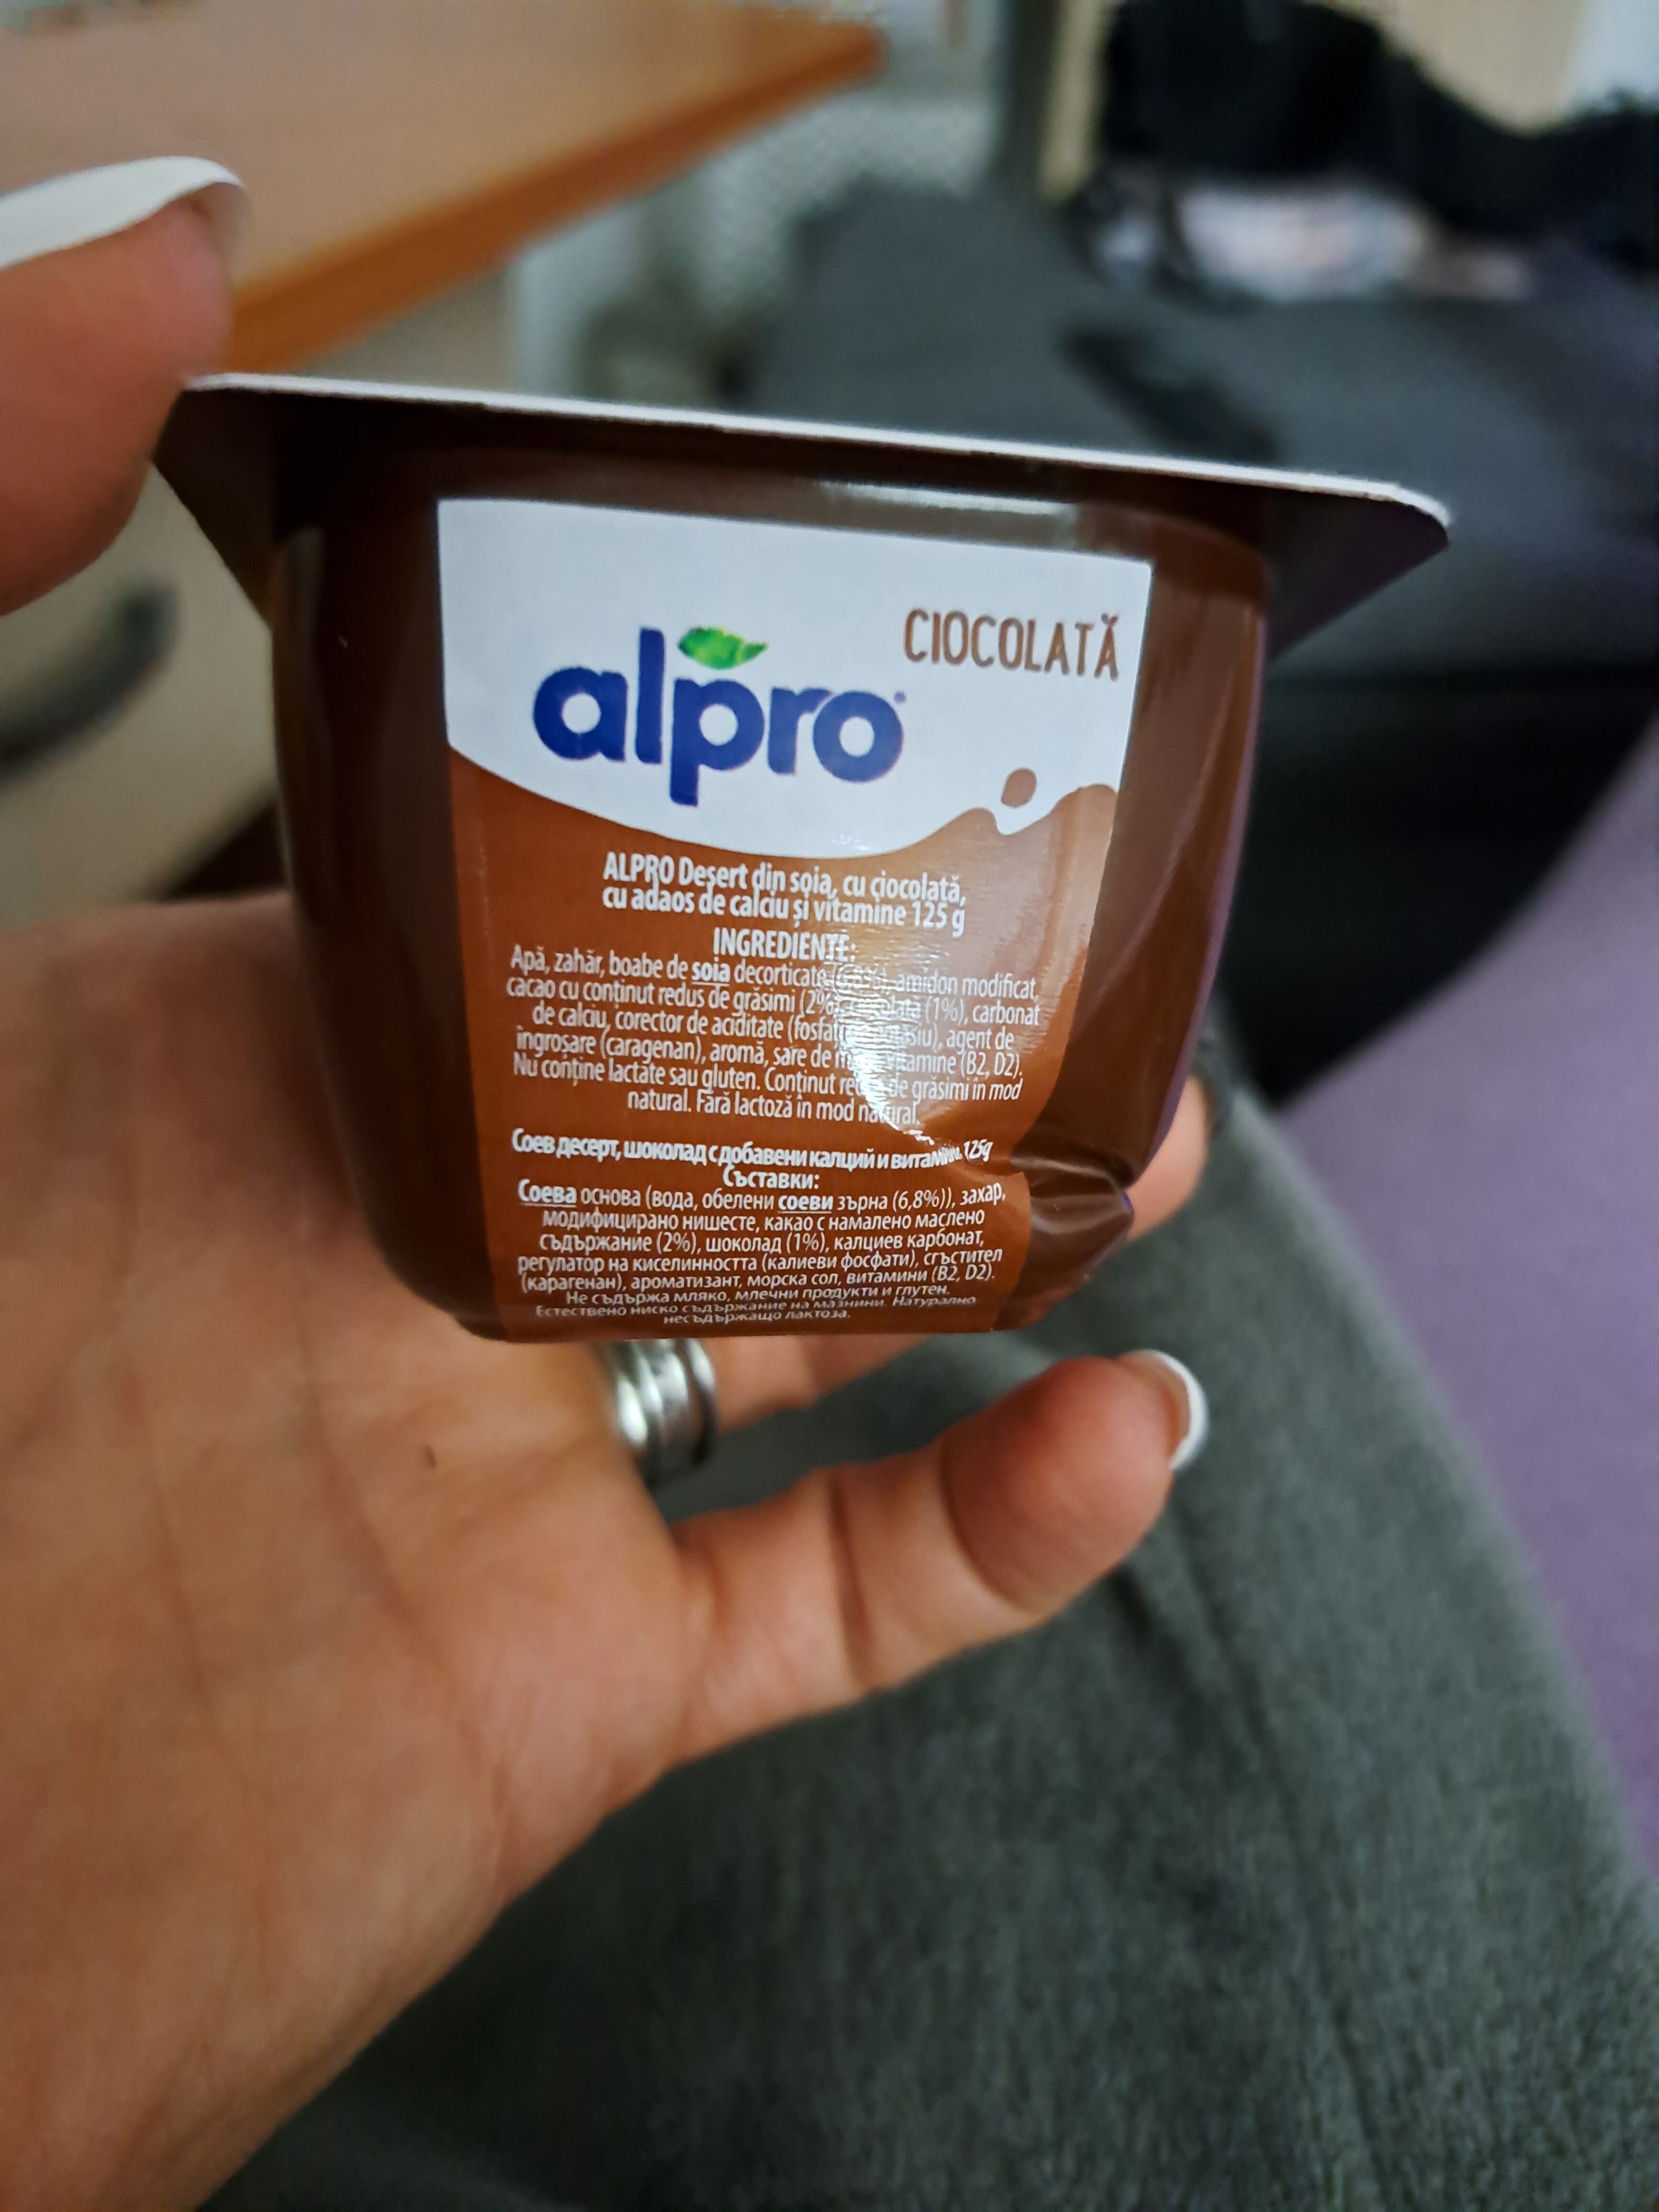 CIOCOLATĂ
alpro
ALPRO Deșert din soia, cu ciocolată,
cu adaos de calciu și vitamine 125 g
INGREDIENTE:
Apă, zahăr, boabe de soia decorticate amidon modificat,
cacao cu conținut redus de grăsimi (2% (1%), carbonat
de calciu, corector de aciditate agent de
îngroșare (caragenan), aromă, sare de vitamine (B2, D2).
Nu conține lactate sau gluten. Conținut de grăsimi în mod
natural. Fără lactoză în mod natural.
Соев десерт, шоколад с добавени калций и витамини 125g
Съставки:
Соева основа (вода, обелени соеви зърна (6,8%)), захар,
модифицирано нишесте, какао с намалено маслено
съдържание (2%), шоколад (1%), калциев карбонат,
регулатор на киселинността (калиеви фосфати), сгъстител
(карагенан), ароматизант, морска сол, витамини (B2, D2).
Не съдържа мляко, млечни продукти и глутен.
Естествено ниско съдържание на мазнини. Натурално
несъдържащо лактоза.